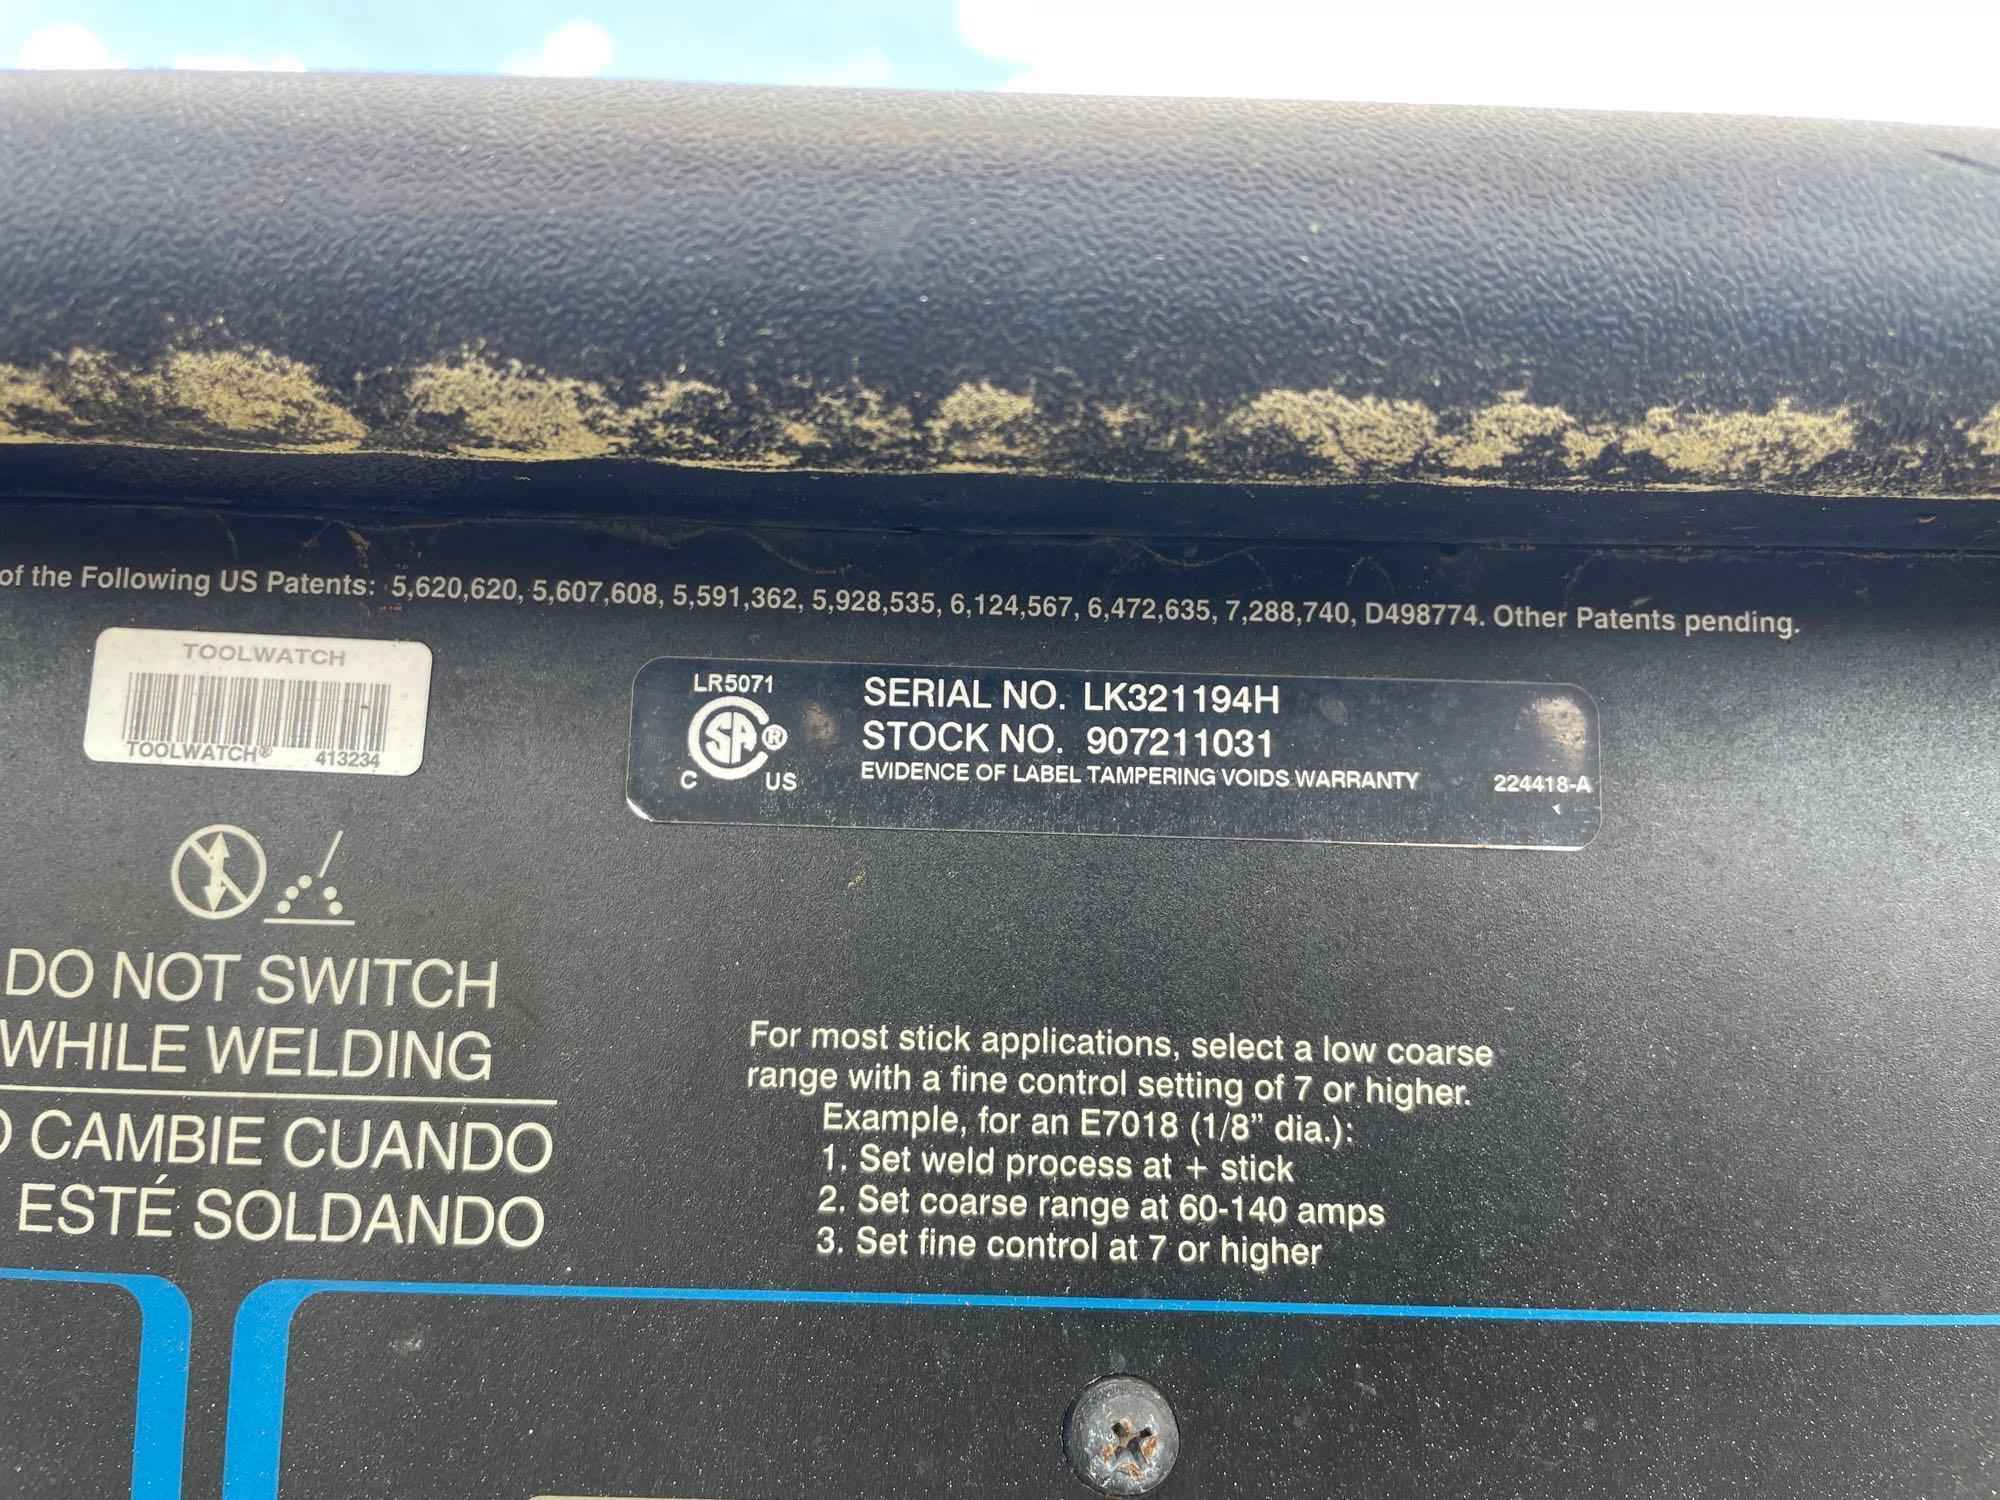 of the Following US Patents: 5,620,620, 5,607,608, 5,591,362, 5,928,535, 6,124,567, 6,472,635, 7,288,740, D498774. Other Patents pending.
TOOLWATCH
TOOLWATCH® 413234
LR5071
SA ®
C US
SERIAL NO. LK321194H
STOCK NO. 907211031
EVIDENCE OF LABEL TAMPERING VOIDS WARRANTY
224418-A
DO NOT SWITCH
WHILE WELDING
O CAMBIE CUANDO
ESTÉ SOLDANDO
For most stick applications, select a low coarse
range with a fine control setting of 7 or higher.
Example, for an E7018 (1/8” dia.):
1. Set weld process at + stick
2. Set coarse range at 60-140 amps
3. Set fine control at 7 or higher